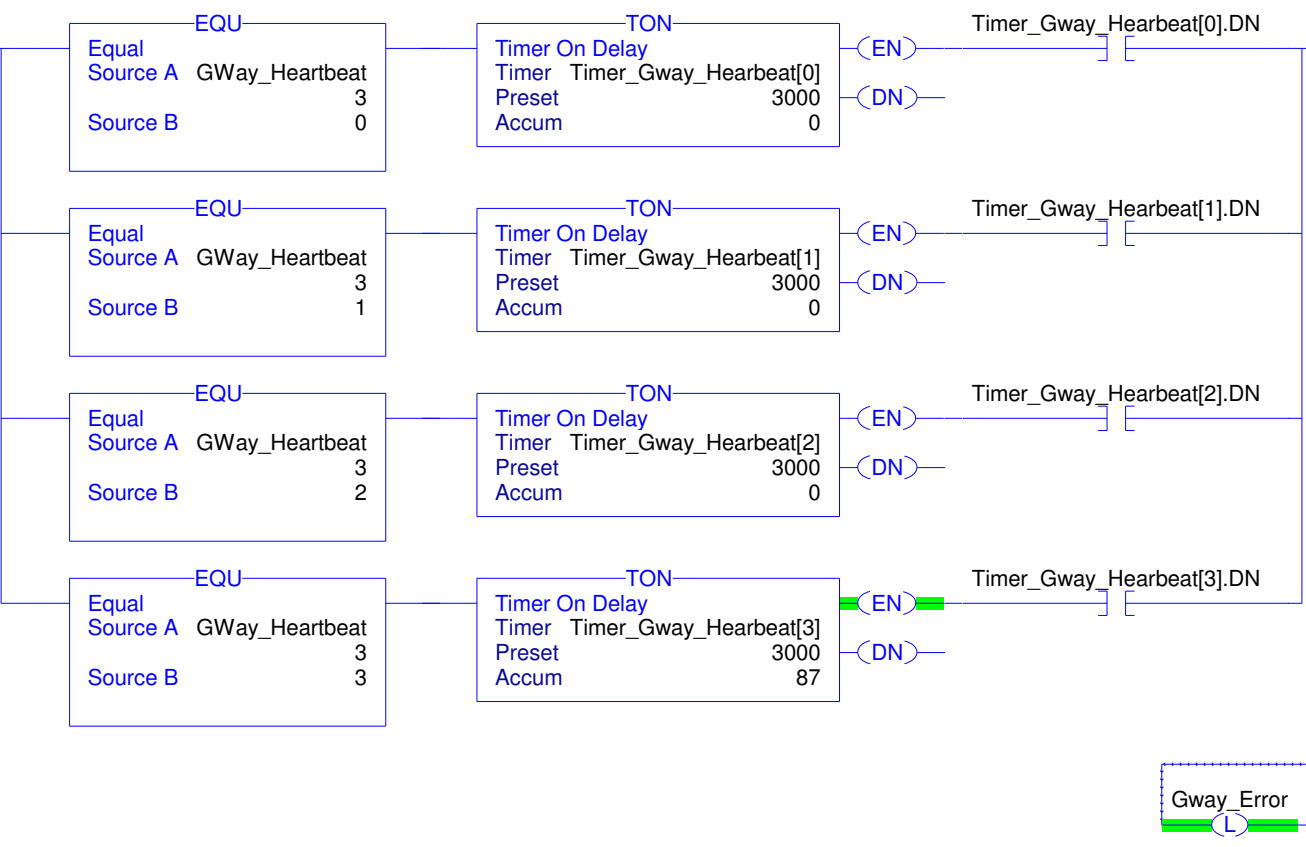 EQU TON Timer_Gway_Hearbeat[0].DN
Equal Timer On Delay EN
Source A GWay_Heartbeat Timer Timer_Gway_Hearbeat[0]
3 Preset 3000 DN
Source B 0 Accum 0
EQU TON Timer_Gway_Hearbeat[1].DN
Equal Timer On Delay EN
Source A GWay_Heartbeat Timer Timer_Gway_Hearbeat[1]
3 Preset 3000 DN
Source B 1 Accum 0
EQU TON Timer_Gway_Hearbeat[2].DN
Equal Timer On Delay EN
Source A GWay_Heartbeat Timer Timer_Gway_Hearbeat[2]
3 Preset 3000 DN
Source B 2 Accum 0
EQU TON Timer_Gway_Hearbeat[3].DN
Equal Timer On Delay EN
Source A GWay_Heartbeat Timer Timer_Gway_Hearbeat[3]
3 Preset 3000 DN
Source B 3 Accum 87
Gway_Error
L